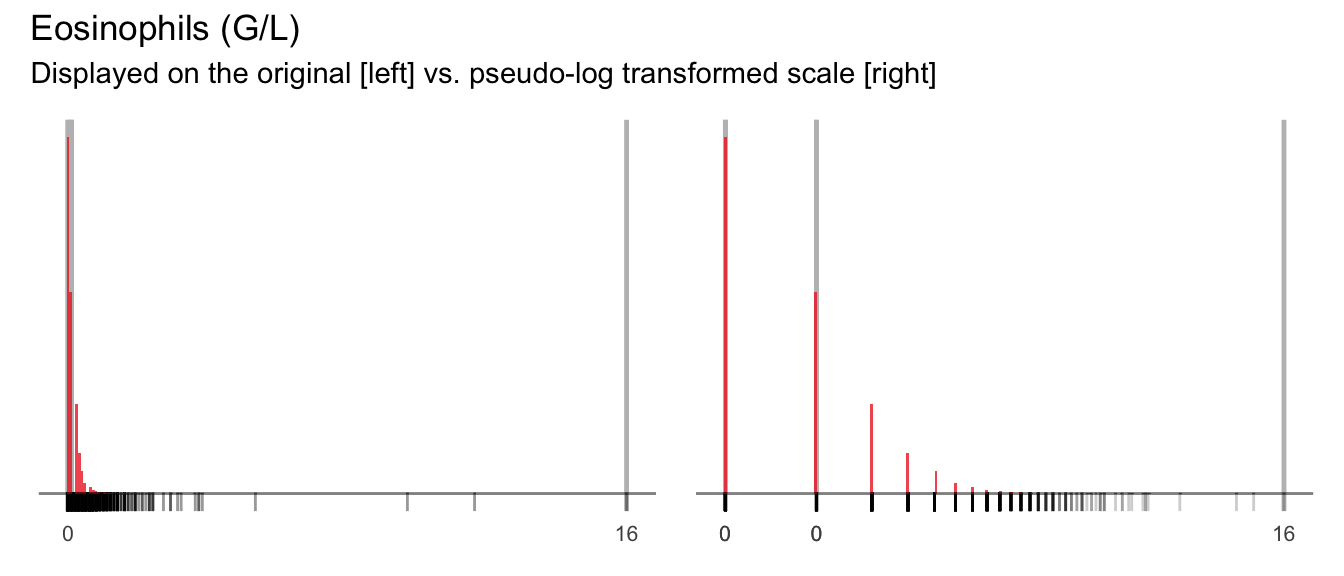 Eosinophils (G/L)
Displayed on the original [left] vs. pseudo-log transformed scale [right]
0 16 0 0 16